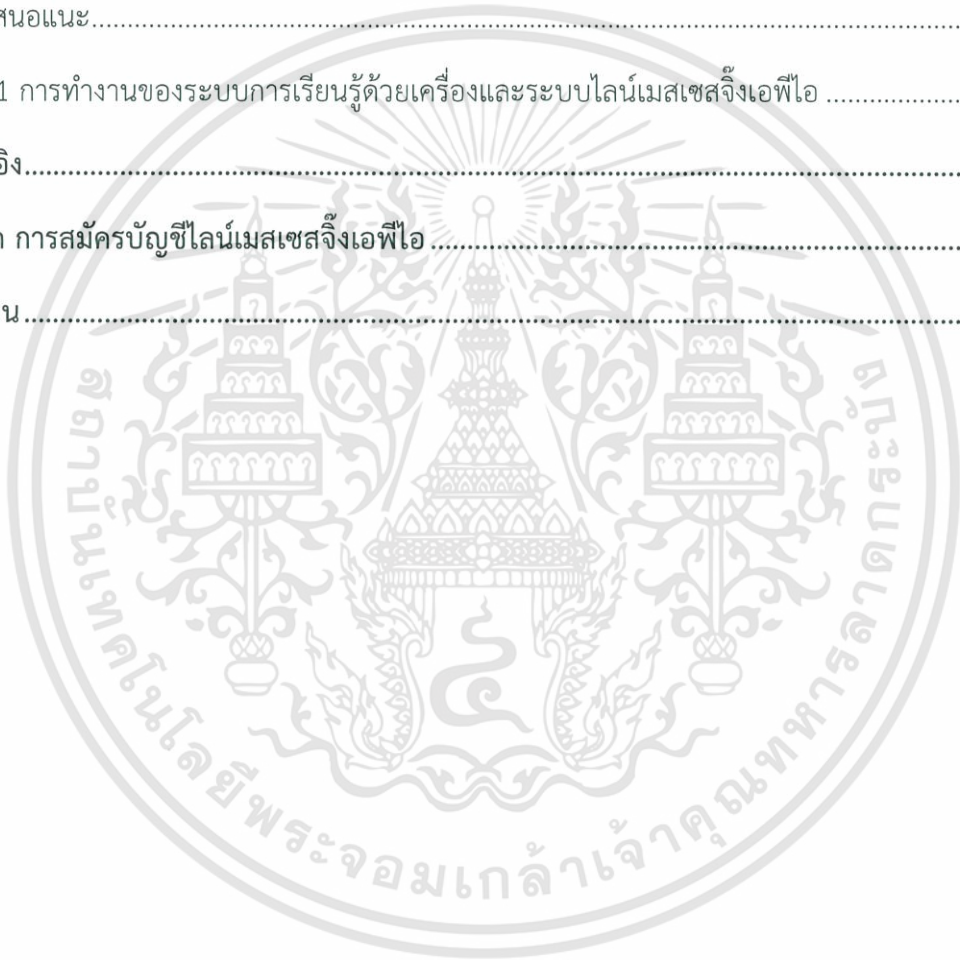 สนอแนะ
1 การทำงานของระบบการเรียนรู้ด้วยเครื่องและระบบไลน์เมสเซสจิ๊งเอพีไอ
อิง
ก การสมัครบัญชีไลน์เมสเซสจิ๊งเอพีไอ
น
สถาบันเทคโนโลยีพระจอมเกล้าเจ้าคุณทหารลาดกระบัง